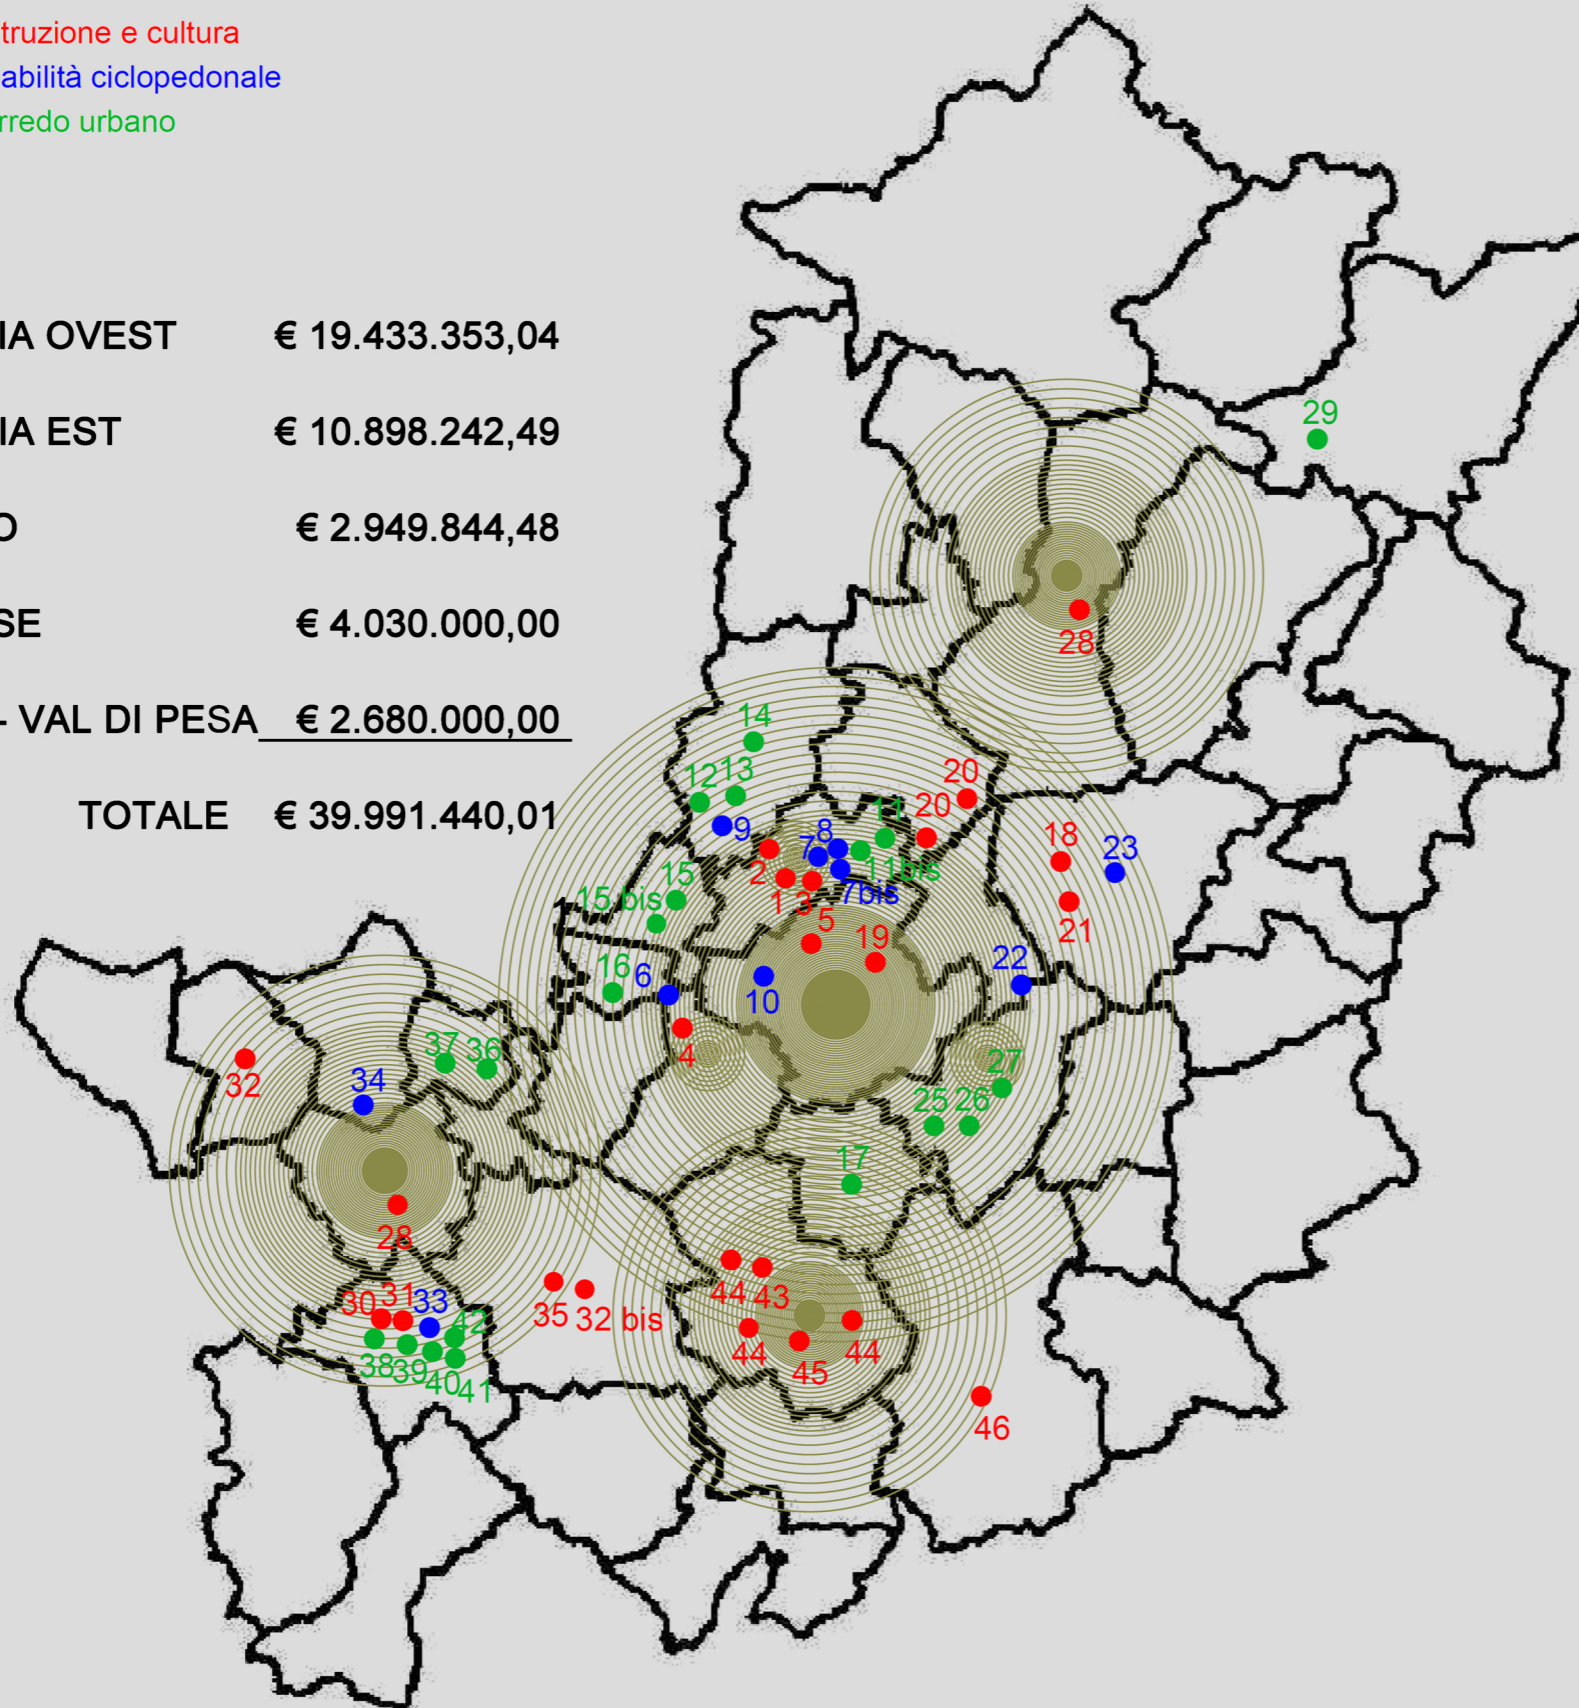 truzione e cultura
abilità ciclopedonale
rredo urbano
IA OVEST € 19.433.353,04
IA EST € 10.898.242,49
O € 2.949.844,48
SE € 4.030.000,00
- VAL DI PESA € 2.680.000,00
TOTALE € 39.991.440,01
29
28
14
12 13
9
20
20
11
8
7
11bis
7bis
2
1 3
18
23
21
15
15 bis
5
19
16
6
10
22
4
37 36
32
34
27
25 26
17
28
30 31 33
42
38 39 40 41
35 32 bis
44 43
44
45
44
46